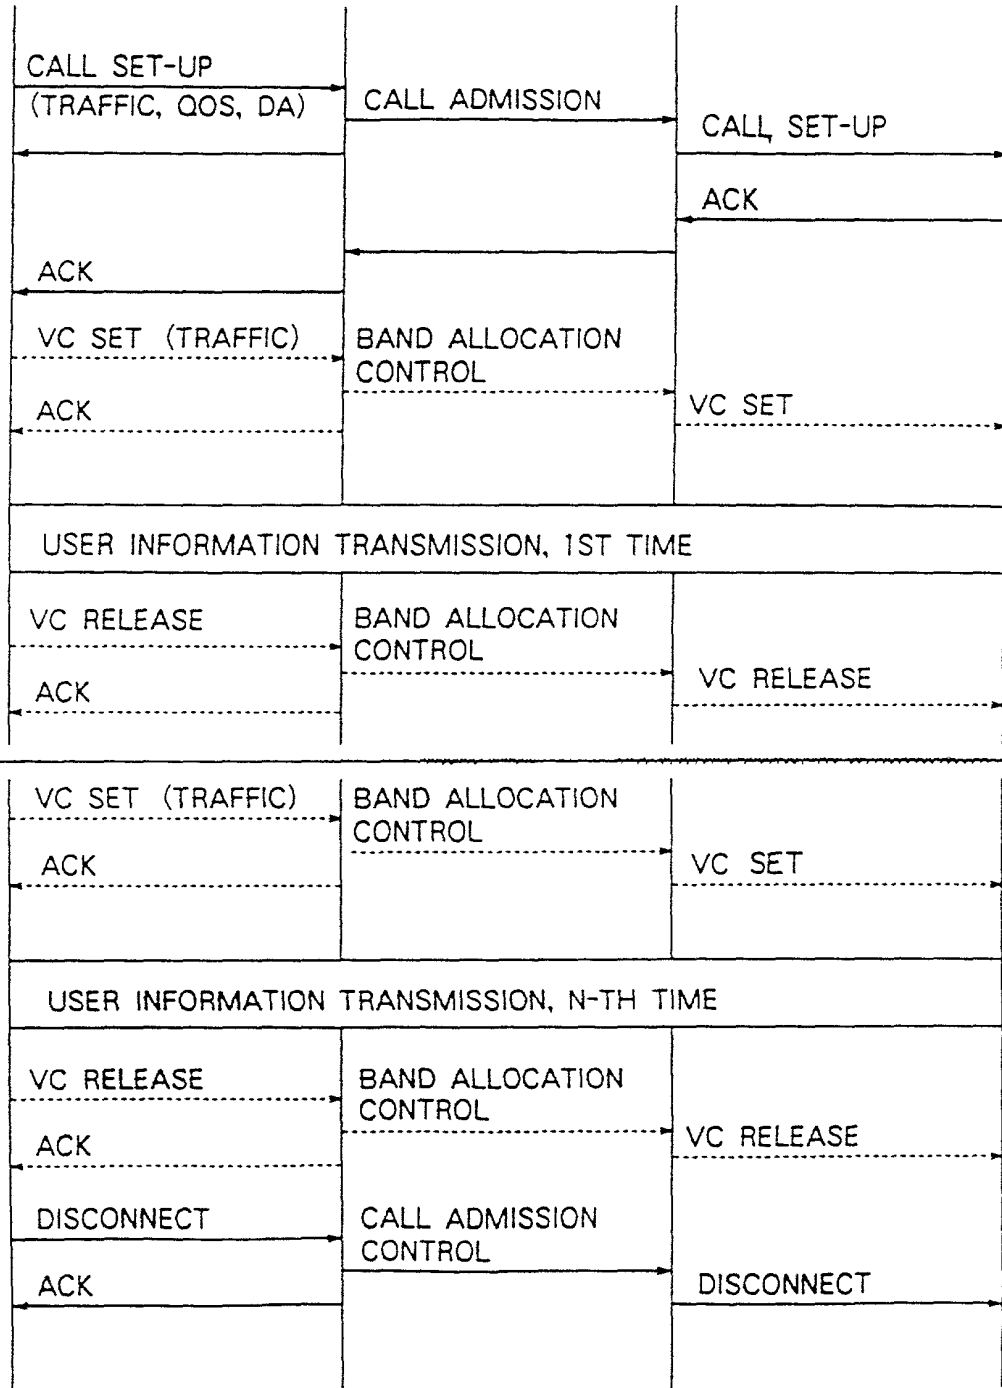 CALL SET-UP
(TRAFFIC, QOS, DA)
CALL ADMISSION
CALL SET-UP
ACK
ACK
VC SET (TRAFFIC)
BAND ALLOCATION
CONTROL
ACK
VC SET
USER INFORMATION TRANSMISSION, 1ST TIME
VC RELEASE
BAND ALLOCATION
CONTROL
ACK
VC RELEASE
VC SET (TRAFFIC)
BAND ALLOCATION
CONTROL
ACK
VC SET
USER INFORMATION TRANSMISSION, N-TH TIME
VC RELEASE
BAND ALLOCATION
CONTROL
ACK
VC RELEASE
DISCONNECT
CALL ADMISSION
CONTROL
ACK
DISCONNECT